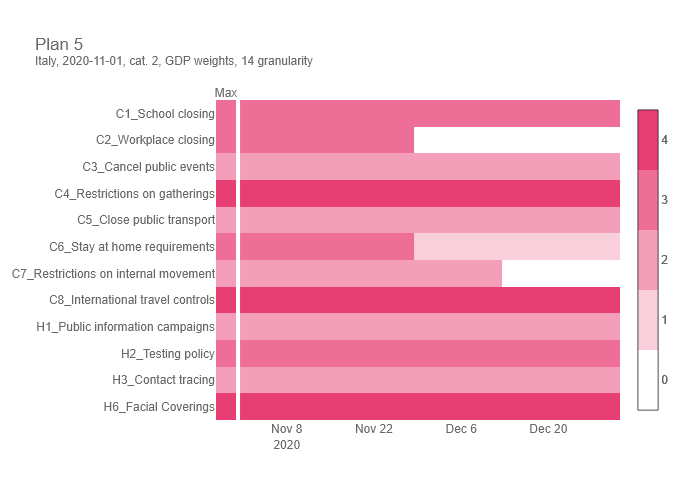 Plan 5
Italy, 2020-11-01, cat. 2, GDP weights, 14 granularity
Max
C1_School closing
C2_Workplace closing
C3_Cancel public events
C4_Restrictions on gatherings
C5_Close public transport
C6_Stay at home requirements
C7_Restrictions on internal movement
C8_International travel controls
H1_Public information campaigns
H2_Testing policy
H3_Contact tracing
H6_Facial Coverings
Nov 8 Nov 22 Dec 6 Dec 20
2020
4
3
2
1
0